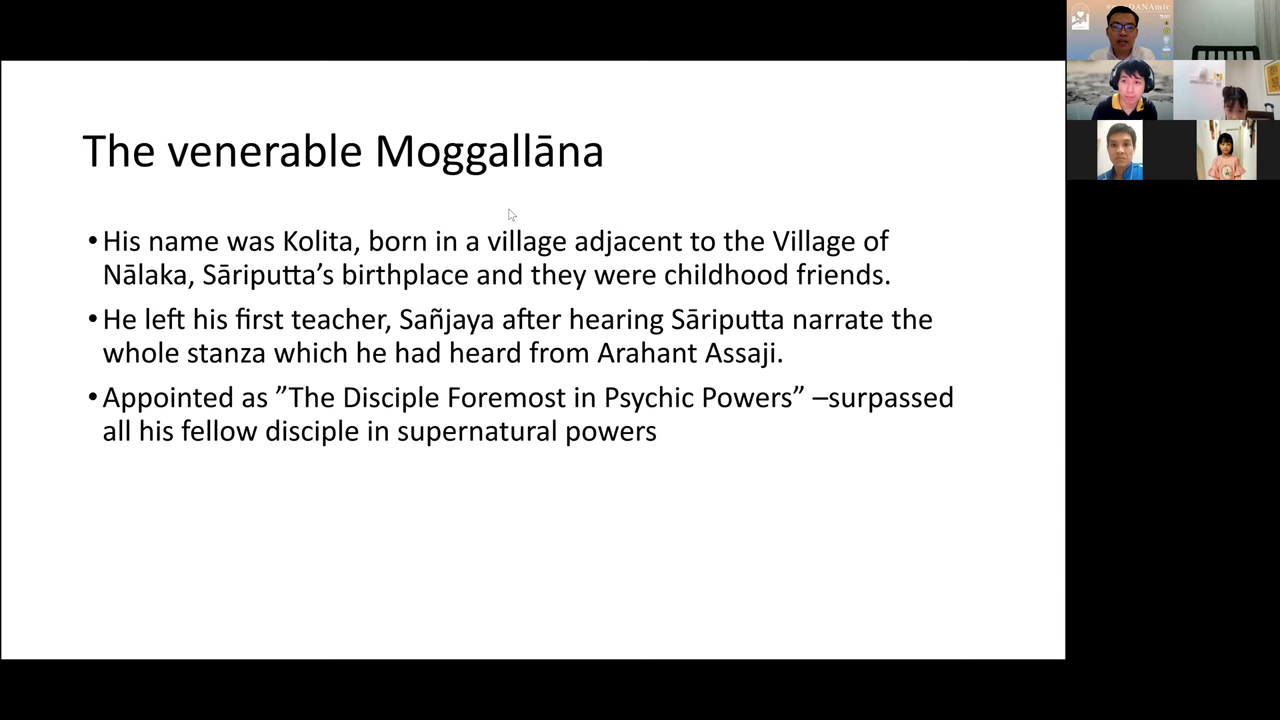 The venerable Moggallāna
•His name was Kolita, born in a village adjacent to the Village of
Nālaka, Sāriputta’s birthplace and they were childhood friends.
•He left his first teacher, Sañjaya after hearing Sāriputta narrate the
whole stanza which he had heard from Arahant Assaji.
•Appointed as ”The Disciple Foremost in Psychic Powers” –surpassed
all his fellow disciple in supernatural powers